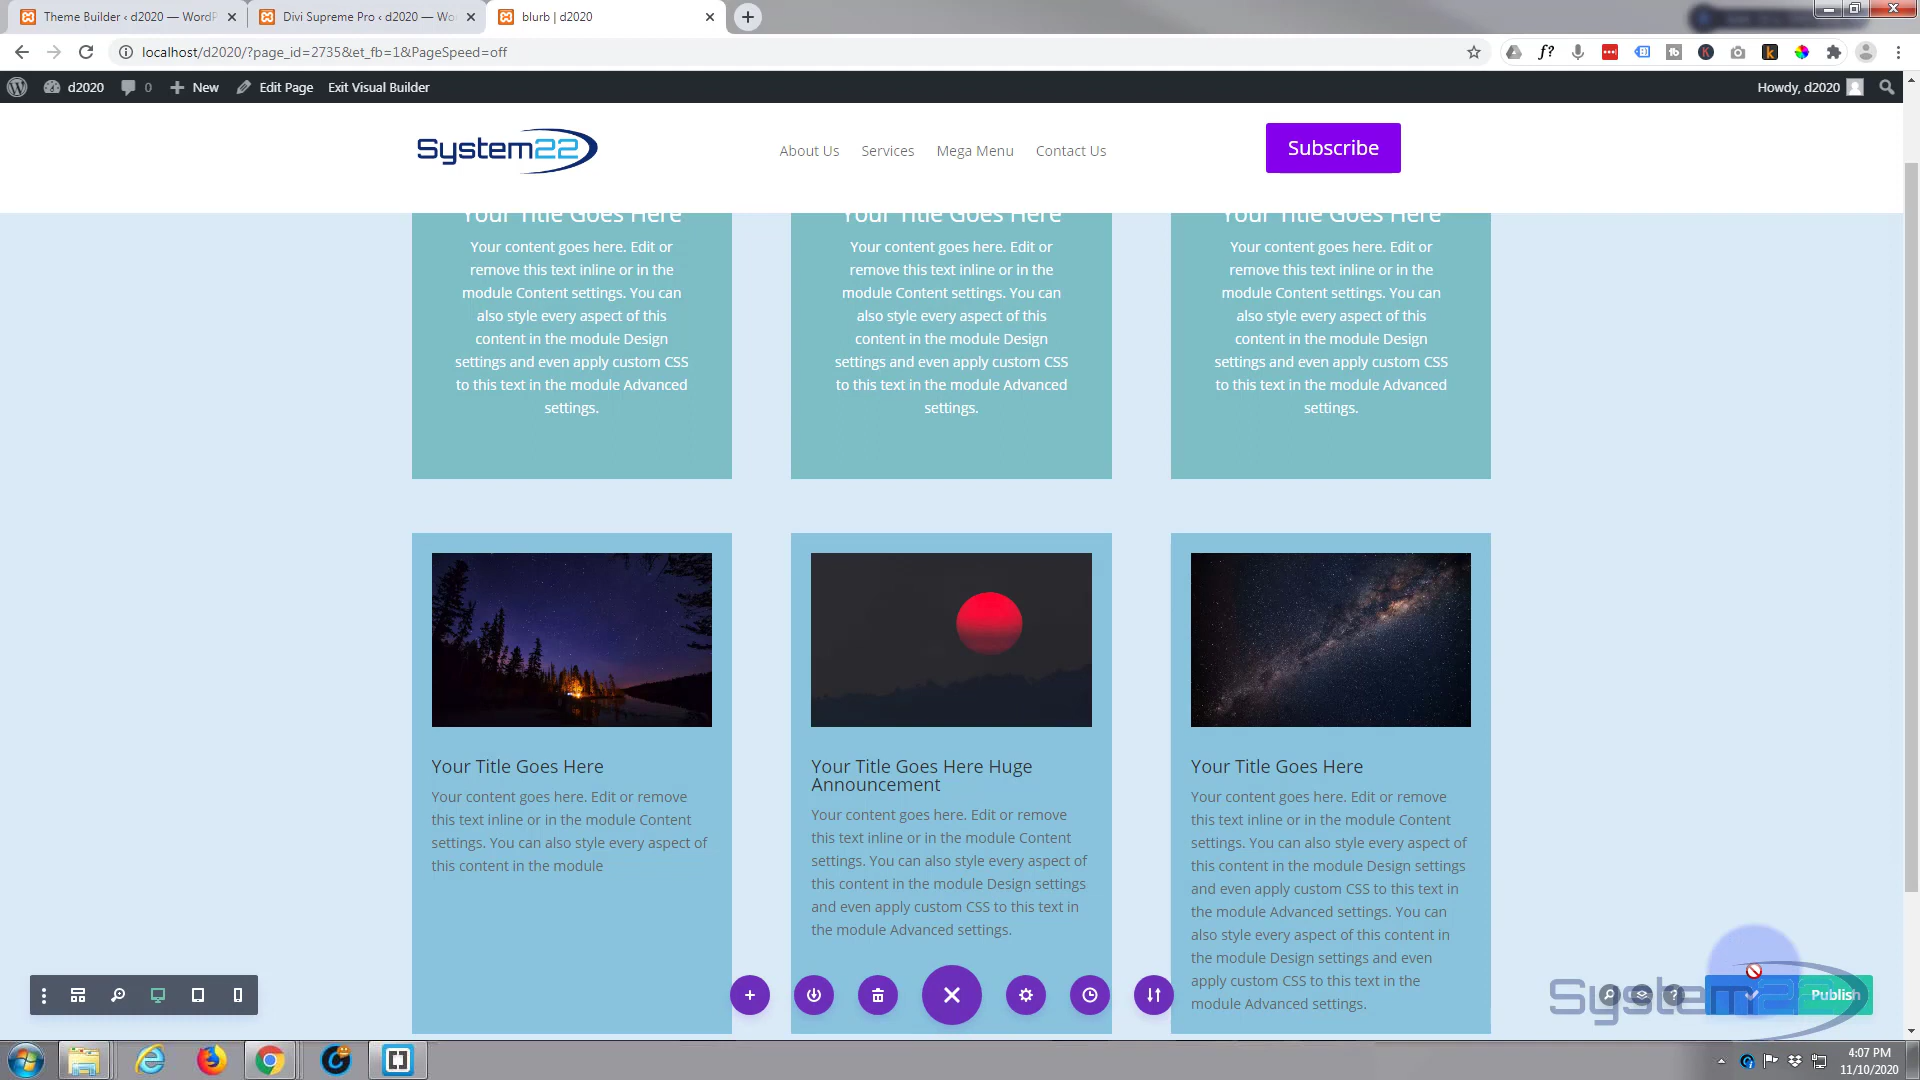 Theme Builder ‹ d2020 — WordP
Divi Supreme Pro ‹ d2020 — Wo
blurb | d2020
localhost/d2020/?page_id=2735&et_fb=1&PageSpeed=off
d2020
0
New
Edit Page
Exit Visual Builder
Howdy, d2020
System22
About Us
Services
Mega Menu
Contact Us
Subscribe
Your Title Goes Here
Your content goes here. Edit or
remove this text inline or in the
module Content settings. You can
also style every aspect of this
content in the module Design
settings and even apply custom CSS
to this text in the module Advanced
settings.
Your Title Goes Here
Your content goes here. Edit or
remove this text inline or in the
module Content settings. You can
also style every aspect of this
content in the module Design
settings and even apply custom CSS
to this text in the module Advanced
settings.
Your Title Goes Here
Your content goes here. Edit or
remove this text inline or in the
module Content settings. You can
also style every aspect of this
content in the module Design
settings and even apply custom CSS
to this text in the module Advanced
settings.
Your Title Goes Here
Your content goes here. Edit or remove
this text inline or in the module Content
settings. You can also style every aspect of
this content in the module
Your Title Goes Here Huge
Announcement
Your content goes here. Edit or remove
this text inline or in the module Content
settings. You can also style every aspect of
this content in the module Design settings
and even apply custom CSS to this text in
the module Advanced settings.
Your Title Goes Here
Your content goes here. Edit or remove
this text inline or in the module Content
settings. You can also style every aspect of
this content in the module Design settings
and even apply custom CSS to this text in
the module Advanced settings. You can
also style every aspect of this content in
the module Design settings and even
apply custom CSS to this text in the
module Advanced settings.
System22
Publish
4:07 PM
11/10/2020